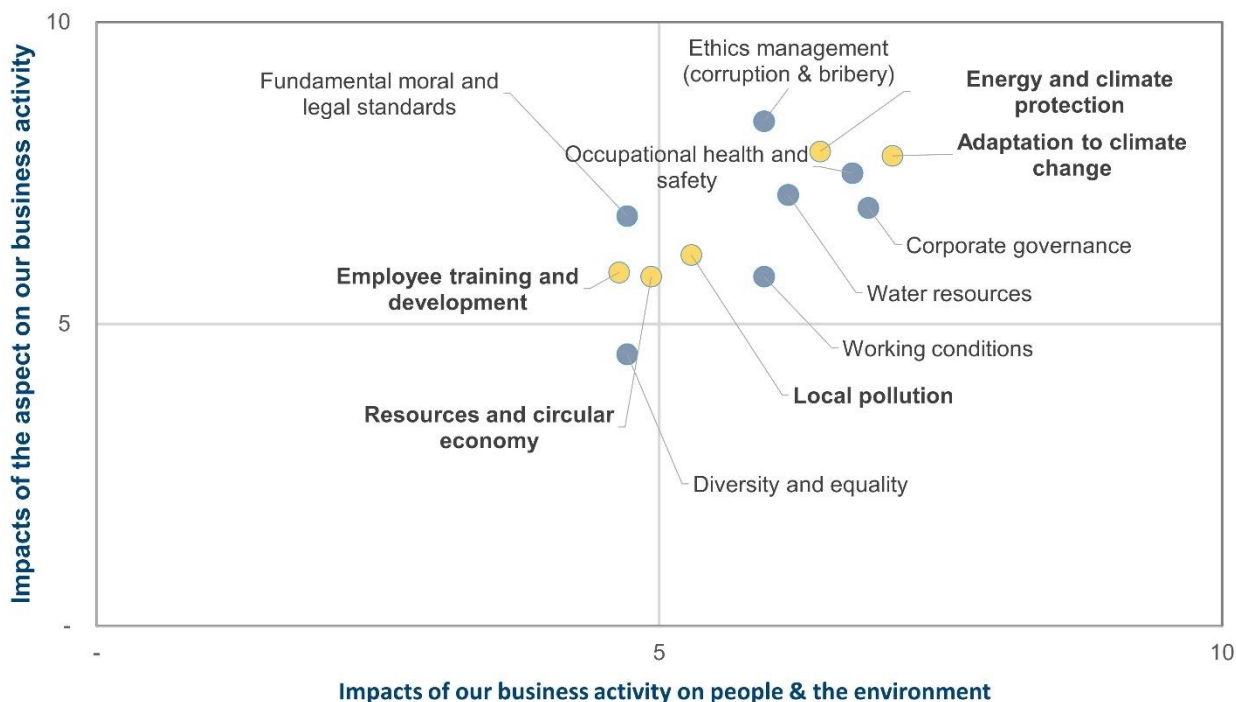 10
Impacts of the aspect on our business activity
Ethics management
(corruption & bribery)
Fundamental moral and
legal standards
Energy and climate
protection
Adaptation to climate
change
Occupational health and
safety
Corporate governance
Employee training and
development
Water resources
5
Working conditions
Local pollution
Resources and circular
economy
Diversity and equality
-
-
5
10
Impacts of our business activity on people & the environment